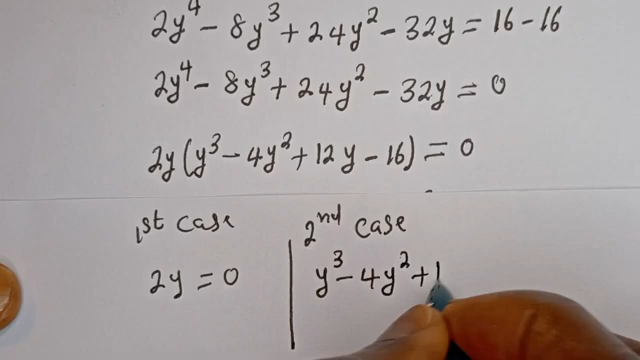 2y⁴ - 8y³ + 24y² - 32y = 16 - 16
2y⁴ - 8y³ + 24y² - 32y = 0
2y(y³ - 4y² + 12y - 16) = 0
1st case
2y = 0
2nd case
y³ - 4y² + 1